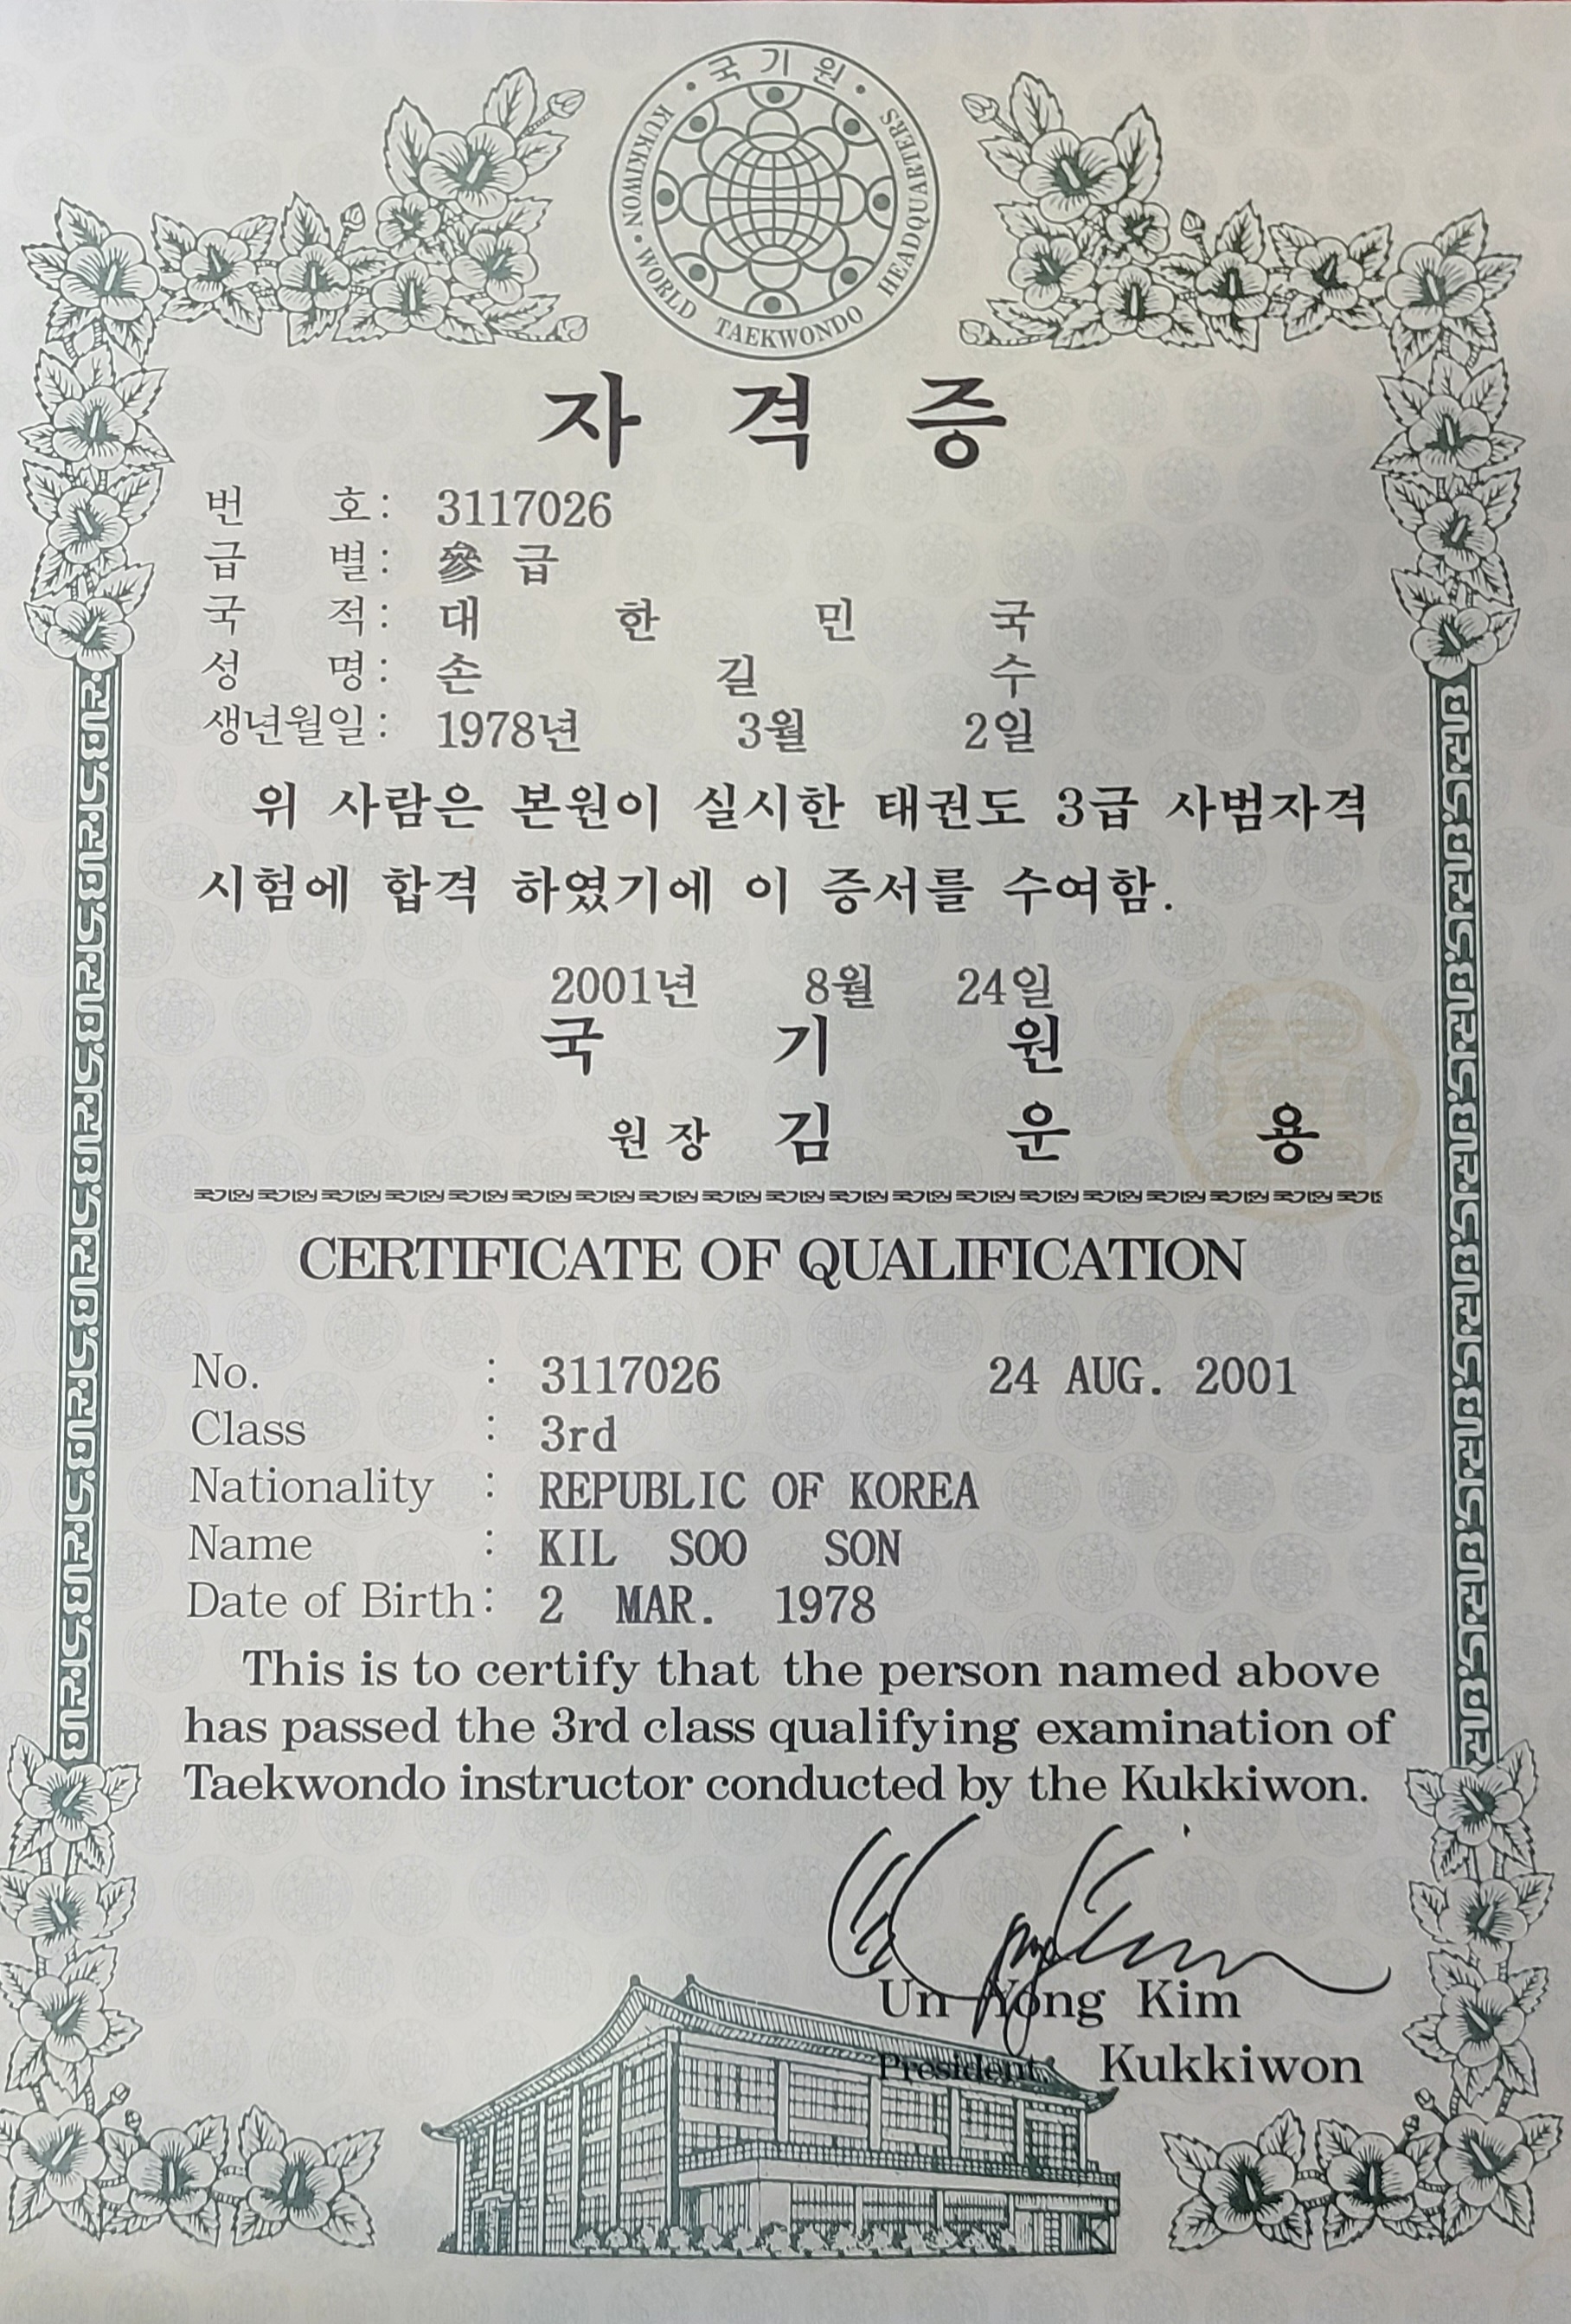 국기원
KUKKIWON · WORLD TAEKWONDO HEADQUARTERS
자 격 증
번 호 : 3117026
급 별 : 參 급
국 적 : 대 한 민 국
성 명 : 손 길 수
생년월일 : 1978년 3월 2일
위 사람은 본원이 실시한 태권도 3급 사범자격
시험에 합격 하였기에 이 증서를 수여함.
2001년 8월 24일
국 기 원
원 장 김 운 용
CERTIFICATE OF QUALIFICATION
No. : 3117026 24 AUG. 2001
Class : 3rd
Nationality : REPUBLIC OF KOREA
Name : KIL SOO SON
Date of Birth : 2 MAR. 1978
This is to certify that the person named above
has passed the 3rd class qualifying examination of
Taekwondo instructor conducted by the Kukkiwon.
Un Yong Kim
President, Kukkiwon